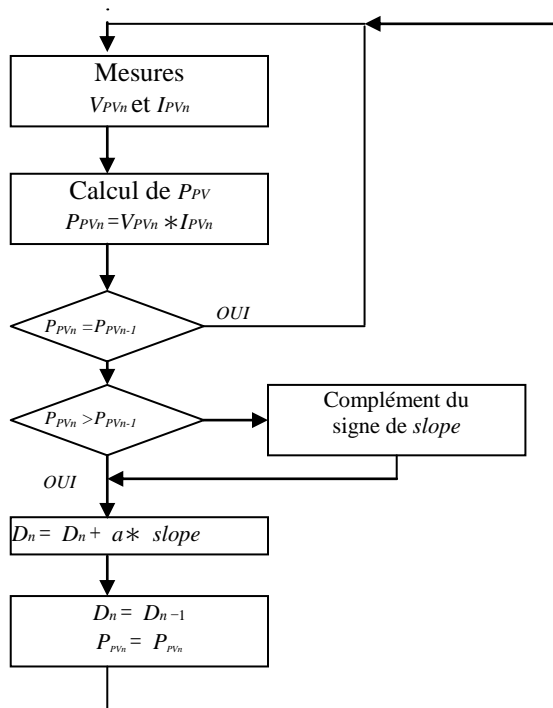 Mesures
VPVn et IPVn
Calcul de PPV
PPVn =VPVn *IPVn
PPVn =PPVn-1
OUI
PPVn >PPVn-1
Complément du
signe de slope
OUI
Dn = Dn + a* slope
Dn = Dn−1
PPVn = PPVn